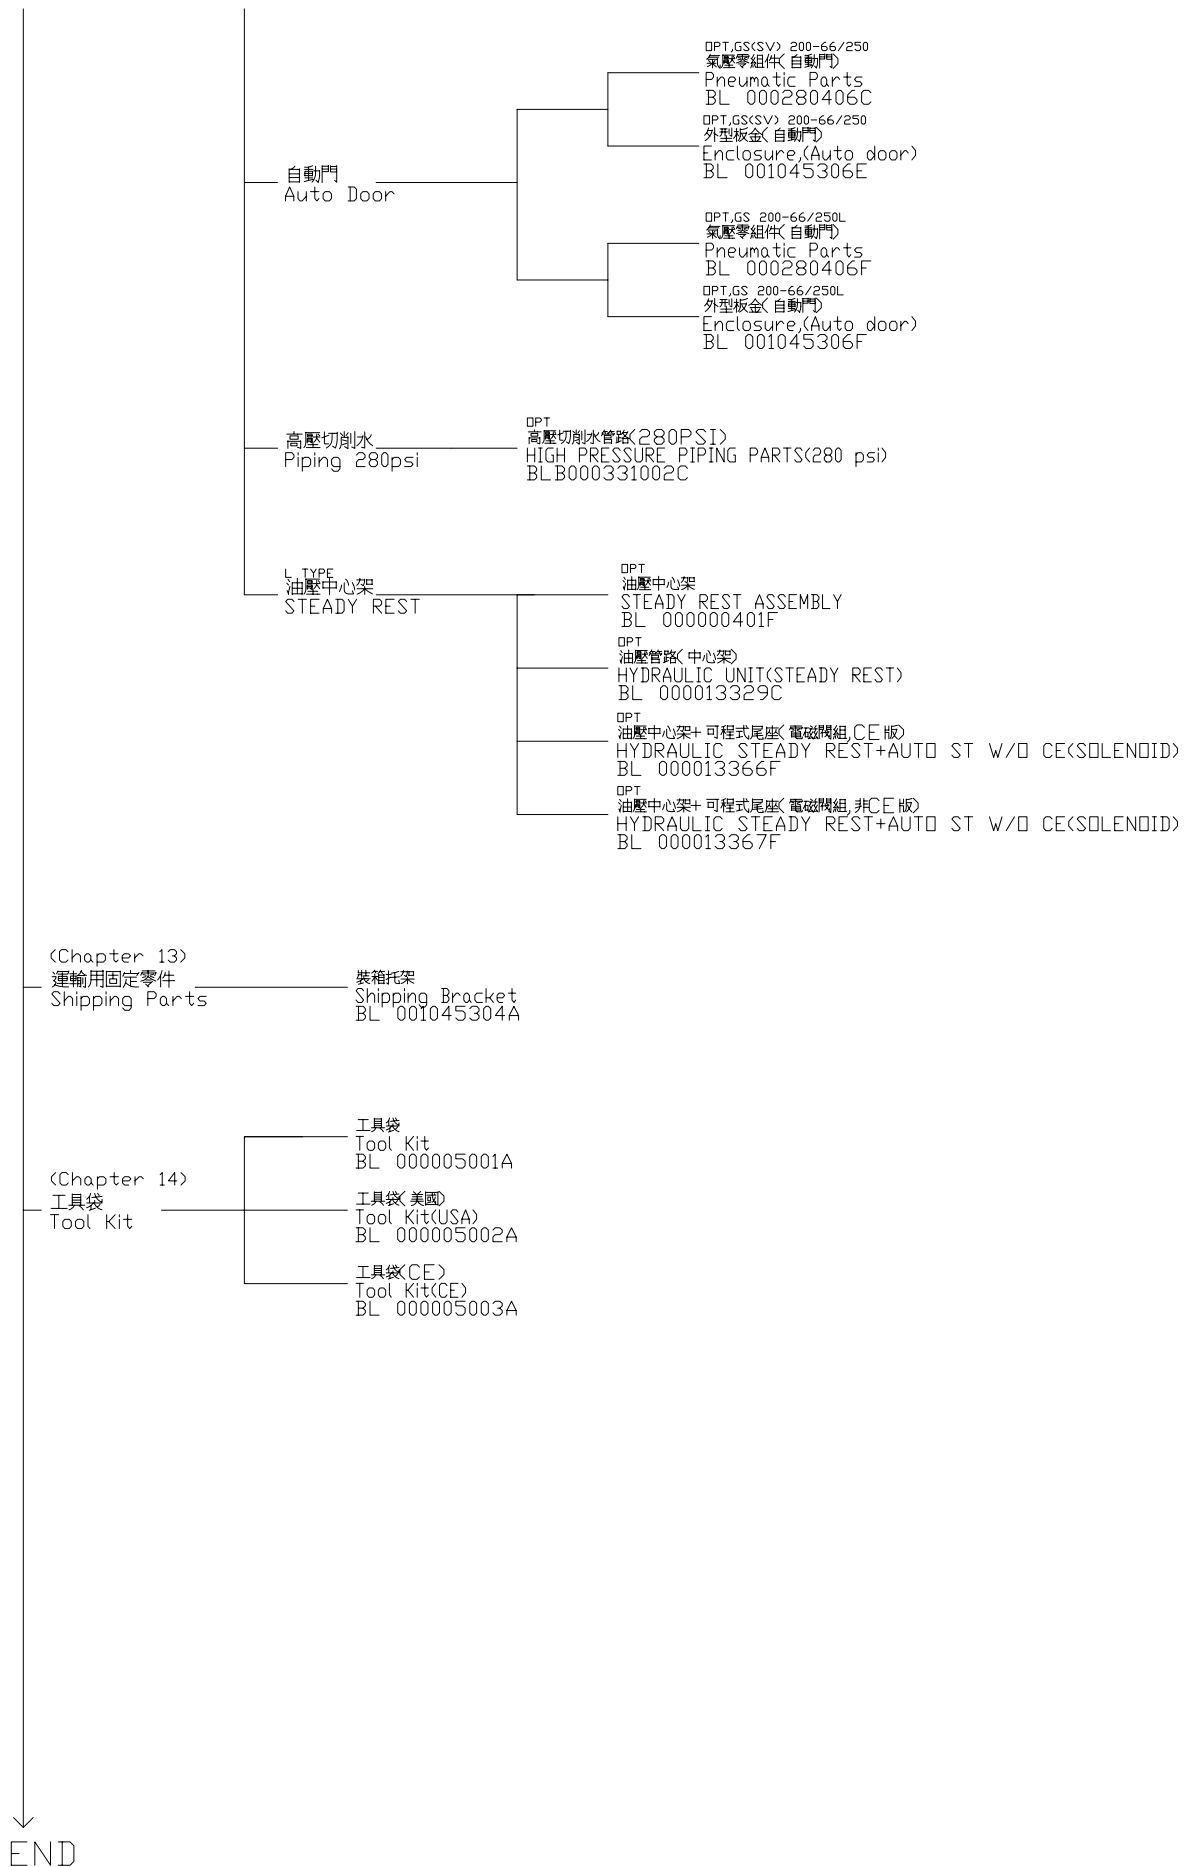 OPT,GS(SV) 200-66/250
氣壓零組件(自動門)
Pneumatic Parts
BL 000280406C
OPT,GS(SV) 200-66/250
外型板金(自動門)
Enclosure,(Auto door)
BL 001045306E
自動門
Auto Door
OPT,GS 200-66/250L
氣壓零組件(自動門)
Pneumatic Parts
BL 000280406F
OPT,GS 200-66/250L
外型板金(自動門)
Enclosure,(Auto door)
BL 001045306F
高壓切削水
Piping 280psi
OPT
高壓切削水管路(280PSI)
HIGH PRESSURE PIPING PARTS(280 psi)
BLB000331002C
L TYPE
油壓中心架
STEADY REST
OPT
油壓中心架
STEADY REST ASSEMBLY
BL 000000401F
OPT
油壓管路(中心架)
HYDRAULIC UNIT(STEADY REST)
BL 000013329C
OPT
油壓中心架+可程式尾座(電磁閥組,CE版)
HYDRAULIC STEADY REST+AUTO ST W/O CE(SOLENOID)
BL 000013366F
OPT
油壓中心架+可程式尾座(電磁閥組,非CE版)
HYDRAULIC STEADY REST+AUTO ST W/O CE(SOLENOID)
BL 000013367F
(Chapter 13)
運輸用固定零件
Shipping Parts
裝箱托架
Shipping Bracket
BL 001045304A
(Chapter 14)
工具袋
Tool Kit
工具袋
Tool Kit
BL 000005001A
工具袋(美國)
Tool Kit(USA)
BL 000005002A
工具袋(CE)
Tool Kit(CE)
BL 000005003A
END